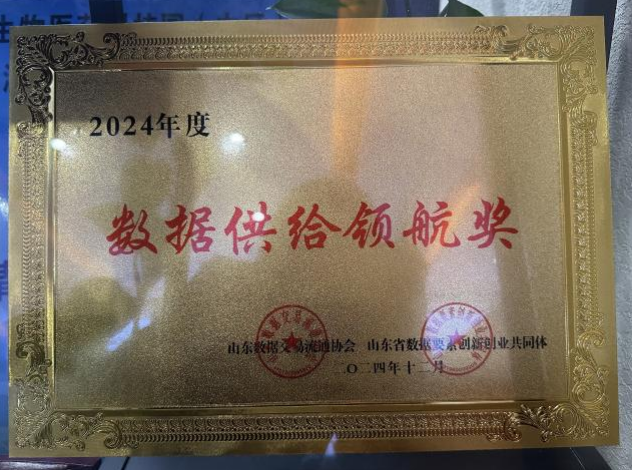 2024年度
数据供给领航奖
山东数据交易流通协会 山东省数据要素创新创业共同体
二〇二四年十二月